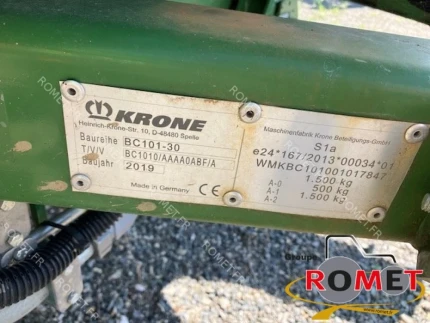 KRONE
Heinrich-Krone-Str. 10, D-48480 Spelle
Baureihe BC101-30
T/V/V BC1010/AAAA0ABF/A
Baujahr 2019
Made in Germany
CE
Maschinenfabrik Krone Beteiligungs-GmbH
S1a
e24*167/2013*00034*01
WMKBC101001017847
A-0 1.500 kg
A-1 500 kg
A-2 1.500 kg
Groupe
ROMET